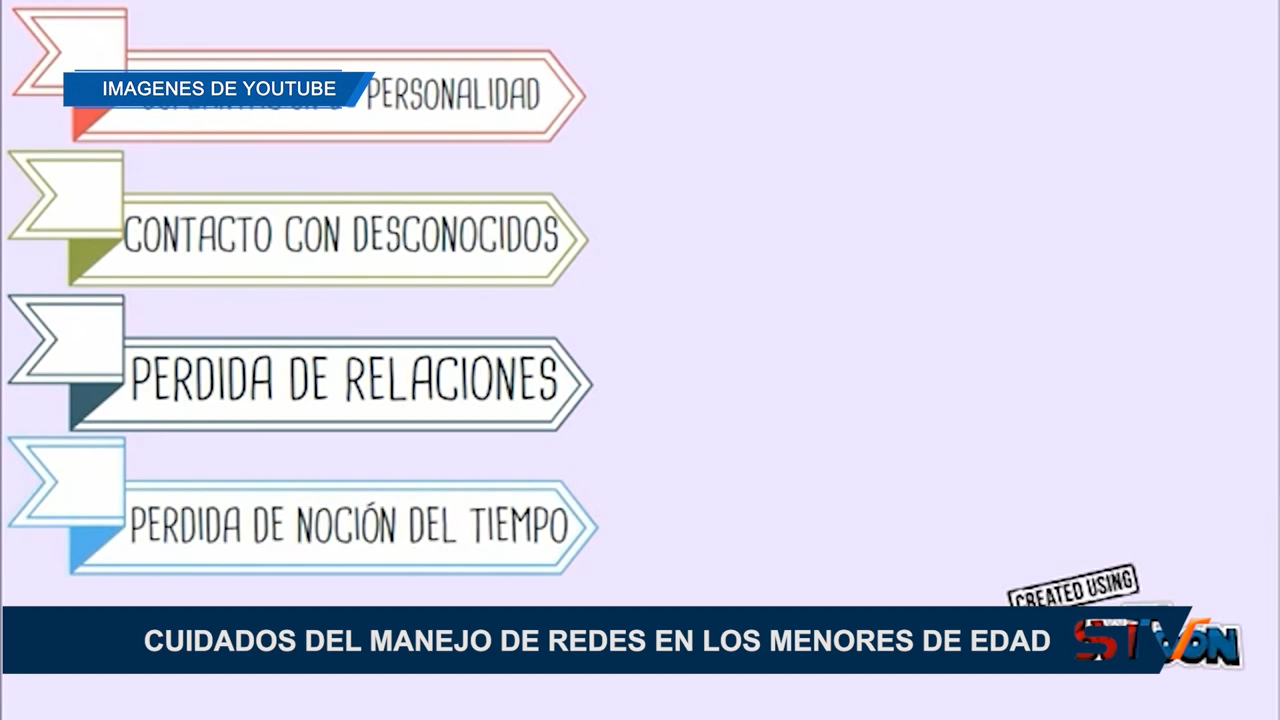 IMAGENES DE YOUTUBE
PERSONALIDAD
CONTACTO CON DESCONOCIDOS
PERDIDA DE RELACIONES
PERDIDA DE NOCIÓN DEL TIEMPO
CREATED USING
CUIDADOS DEL MANEJO DE REDES EN LOS MENORES DE EDAD
STV